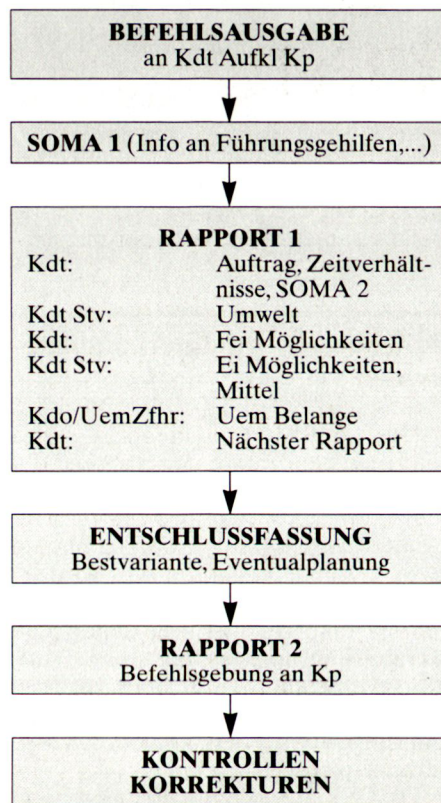 BEFEHLSAUSGABE
an Kdt Aufkl Kp
SOMA 1 (Info an Führungsgehilfen,...)
RAPPORT 1
Kdt: Auftrag, Zeitverhält-
nisse, SOMA 2
Kdt Stv: Umwelt
Kdt: Fei Möglichkeiten
Kdt Stv: Ei Möglichkeiten,
Mittel
Kdo/UemZfhr: Uem Belange
Kdt: Nächster Rapport
ENTSCHLUSSFASSUNG
Bestvariante, Eventualplanung
RAPPORT 2
Befehlsgebung an Kp
KONTROLLEN
KORREKTUREN